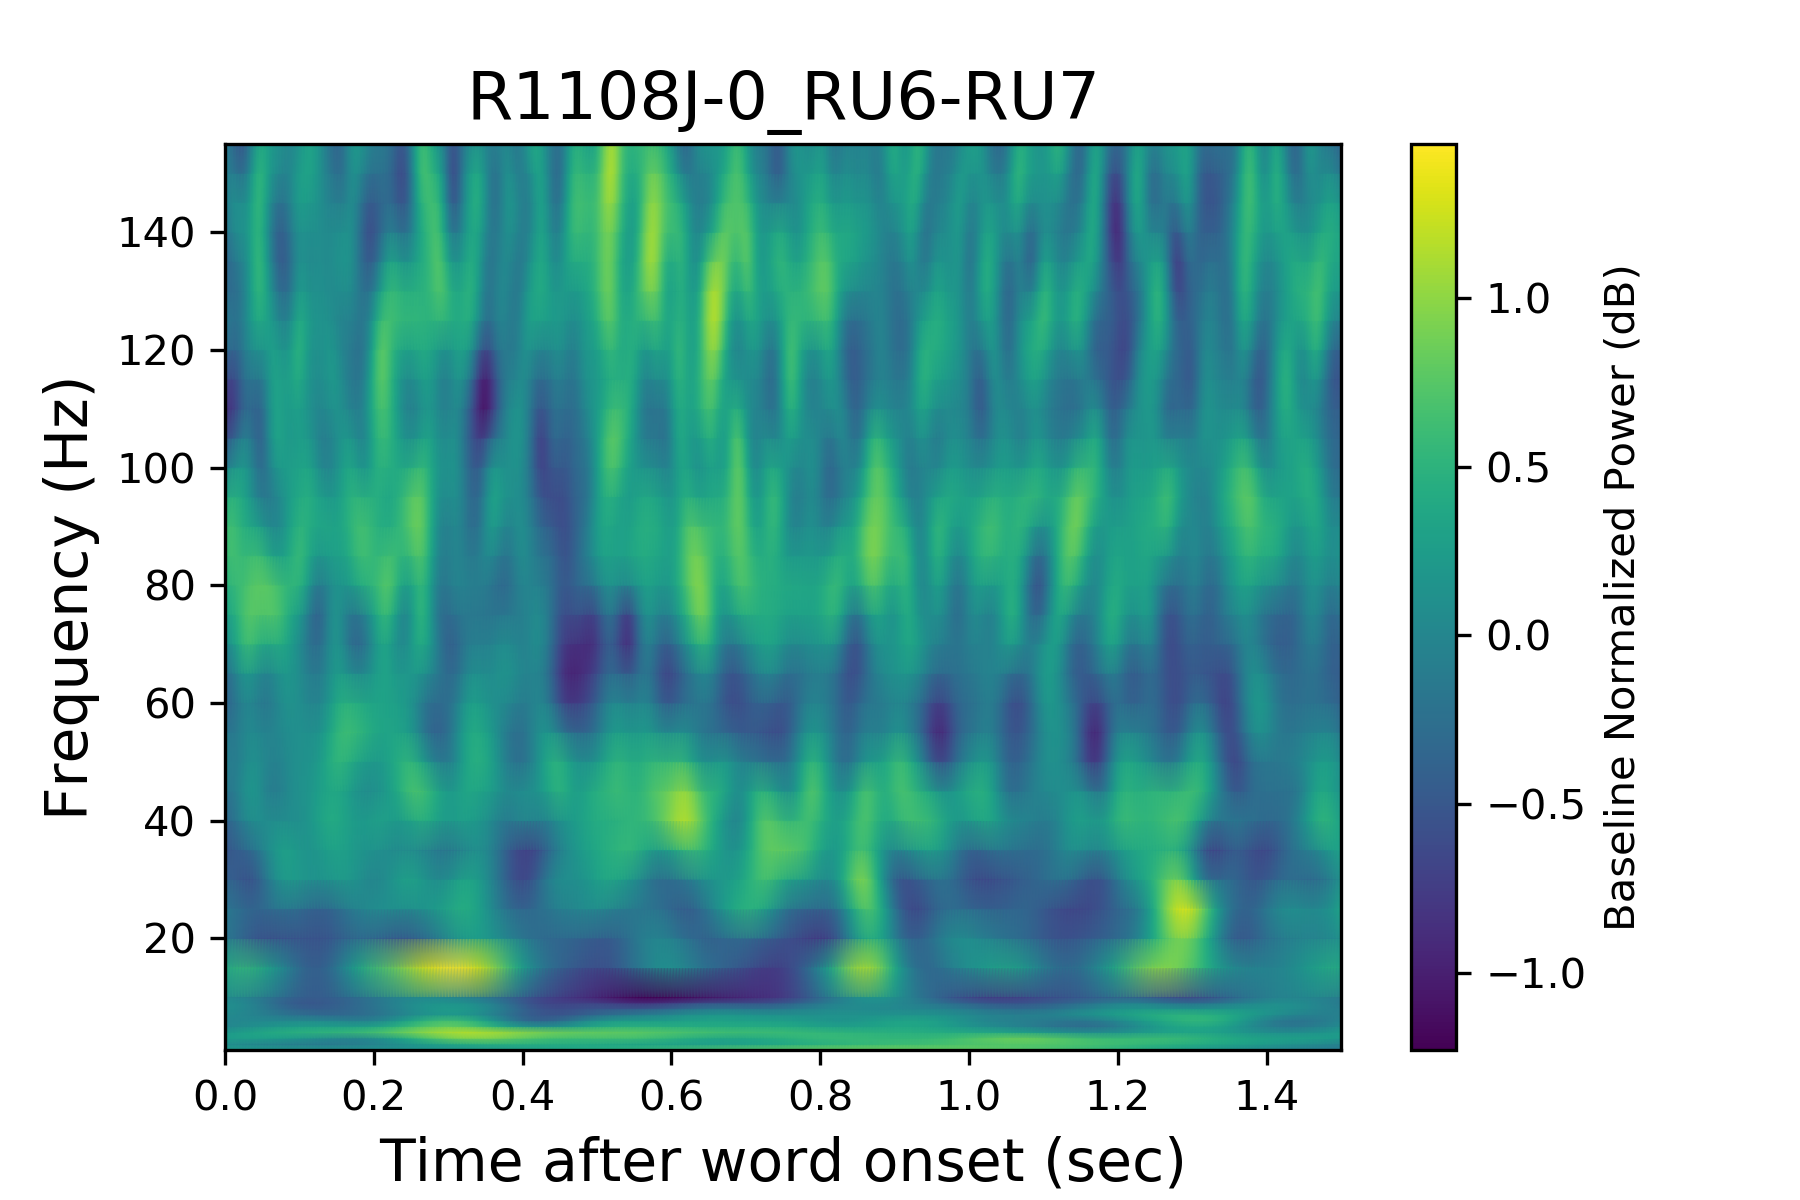 R1108J-0_RU6-RU7
Frequency (Hz)
140
120
100
80
60
40
20
0.0 0.2 0.4 0.6 0.8 1.0 1.2 1.4
Time after word onset (sec)
1.0
0.5
0.0
−0.5
−1.0
Baseline Normalized Power (dB)